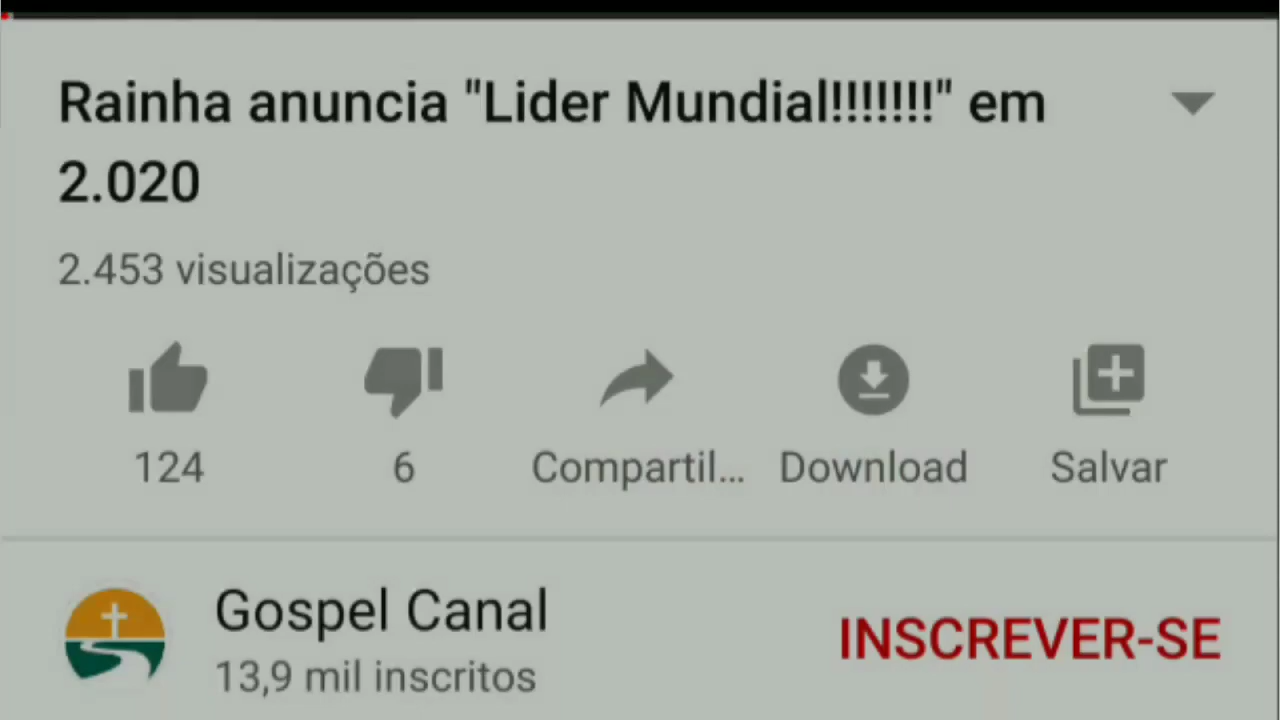 Rainha anuncia "Lider Mundial!!!!!!!" em
2.020
2.453 visualizações
124 6 Compartil... Download Salvar
Gospel Canal
INSCREVER-SE
13,9 mil inscritos